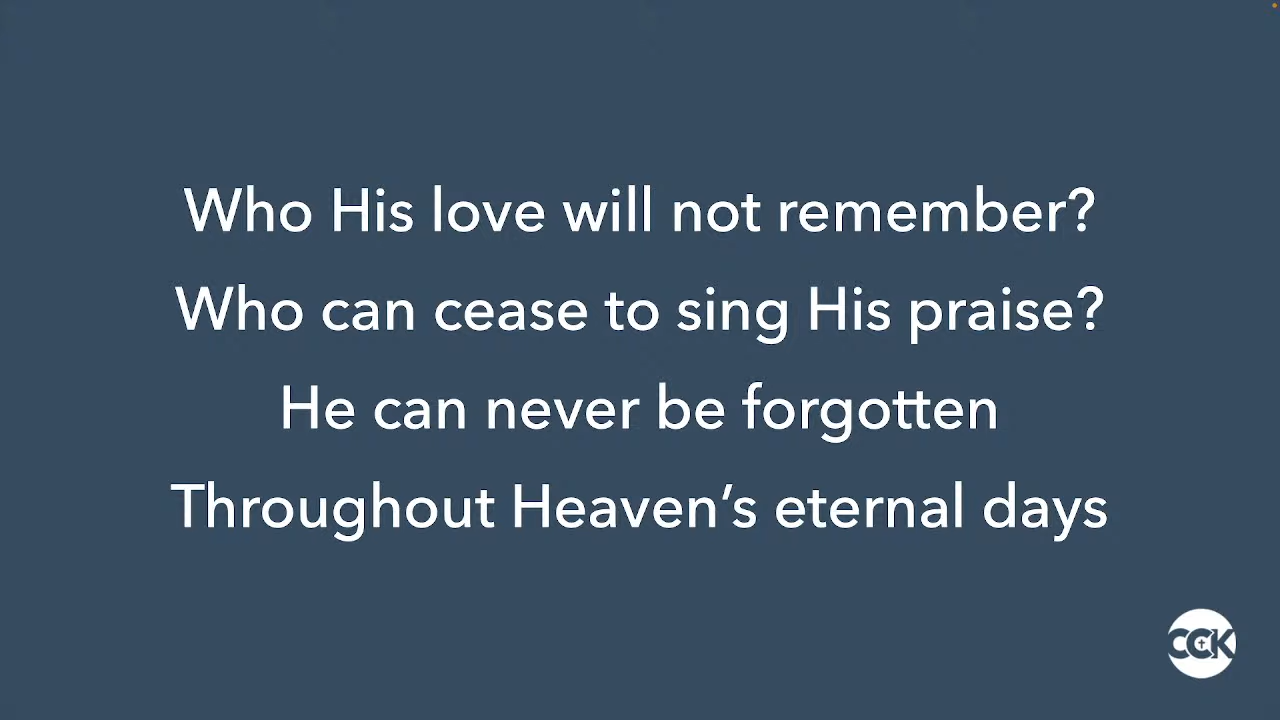 Who His love will not remember?
Who can cease to sing His praise?
He can never be forgotten
Throughout Heaven’s eternal days
CCK